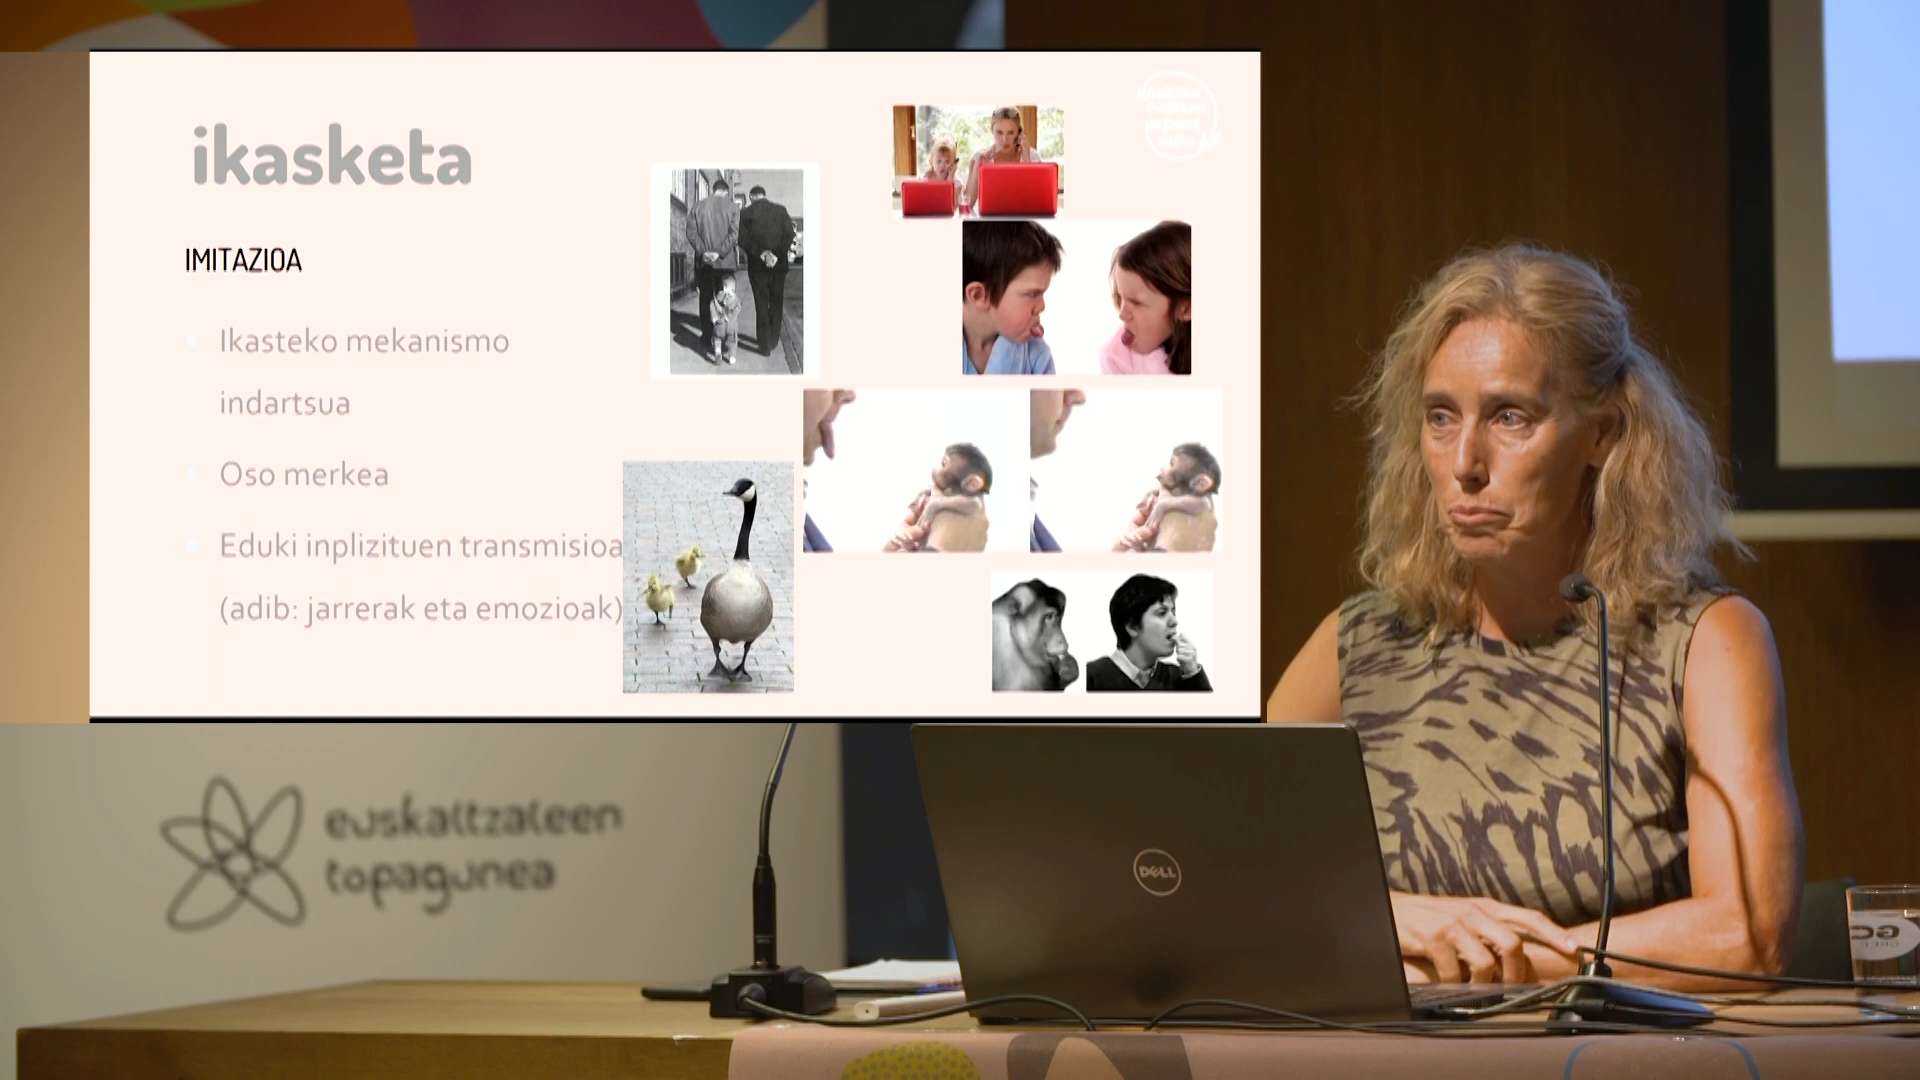 ikasketa
IMITAZIOA
Ikasteko mekanismo
indartsua
Oso merkea
Eduki inplizituen transmisioa
(adib: jarrerak eta emozioak)
euskaltzaleen
topagunea
DELL